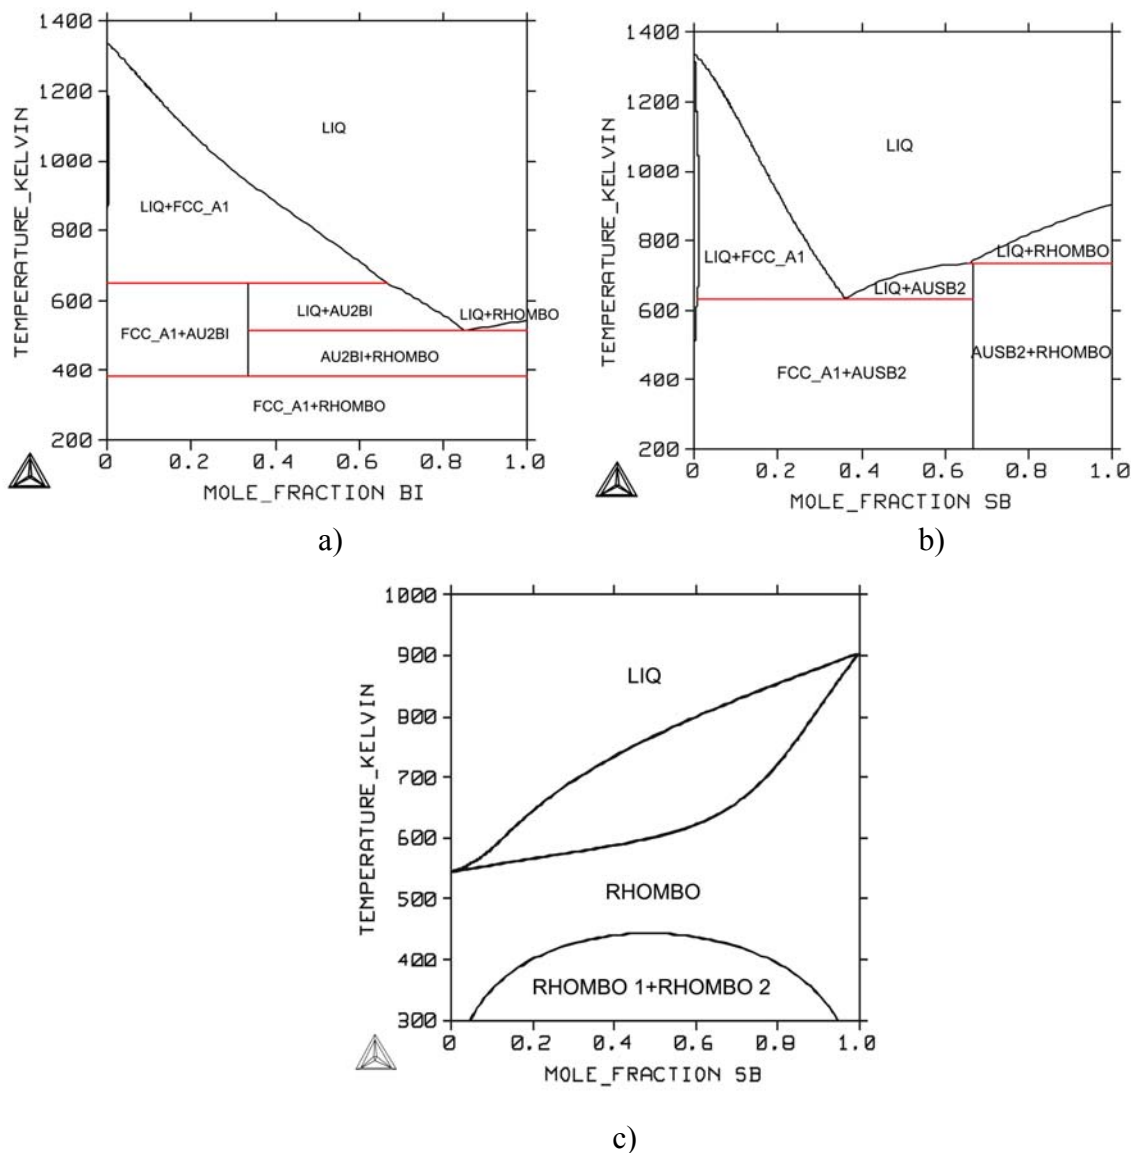 1400
1200
1000
800
600
400
200
TEMPERATURE_KELVIN
LIQ
LIQ+FCC_A1
LIQ+AU2BI
LIQ+RHOMBO
FCC_A1+AU2BI
AU2BI+RHOMBO
FCC_A1+RHOMBO
0 0.2 0.4 0.6 0.8 1.0
MOLE_FRACTION BI
a)
1400
1200
1000
800
600
400
200
TEMPERATURE_KELVIN
LIQ
LIQ+FCC_A1
LIQ+RHOMBO
LIQ+AUSB2
AUSB2+RHOMBO
FCC_A1+AUSB2
0 0.2 0.4 0.6 0.8 1.0
MOLE_FRACTION SB
b)
1000
900
800
700
600
500
400
300
TEMPERATURE_KELVIN
LIQ
RHOMBO
RHOMBO 1+RHOMBO 2
0 0.2 0.4 0.6 0.8 1.0
MOLE_FRACTION SB
c)